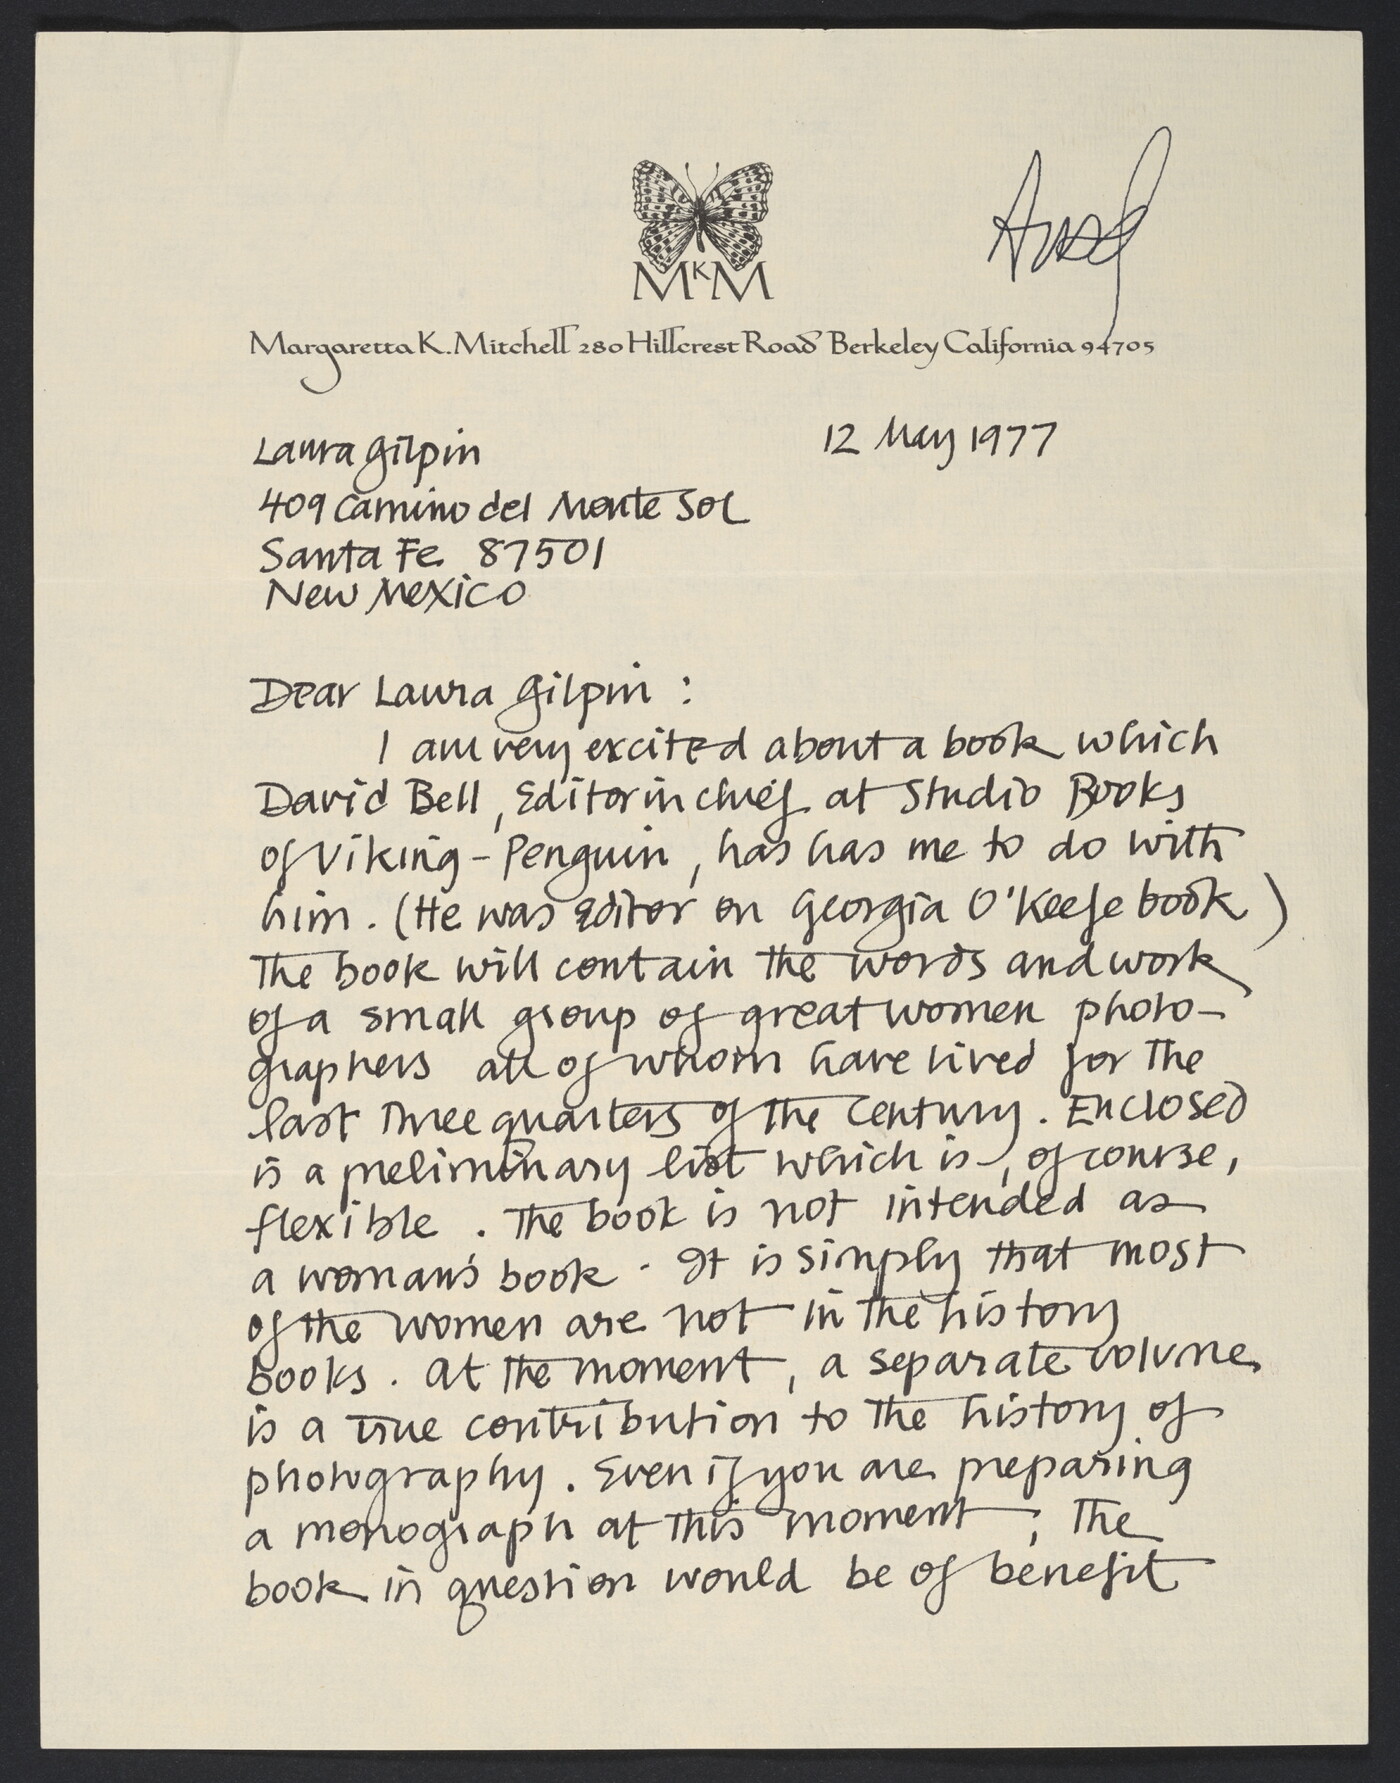 MKM
Margaretta K. Mitchell 280 Hillcrest Road Berkeley California 94705
12 May 1977
Laura Gilpin
409 Camino del Monte Sol
Santa Fe 87501
New Mexico
Dear Laura Gilpin :
I am very excited about a book which
David Bell, Editor in chief at Studio Books
of Viking-Penguin, has has me to do with
him. (He was editor on Georgia O'Keefe book)
The book will contain the words and work
of a small group of great women photo-
graphers all of whom have lived for the
last three quarters of the century. Enclosed
is a preliminary list which is, of course,
flexible. The book is not intended as
a woman's book. It is simply that most
of the women are not in the history
books. At the moment, a separate volume
is a true contribution to the history of
photography. Even if you are preparing
a monograph at this moment, the
book in question would be of benefit